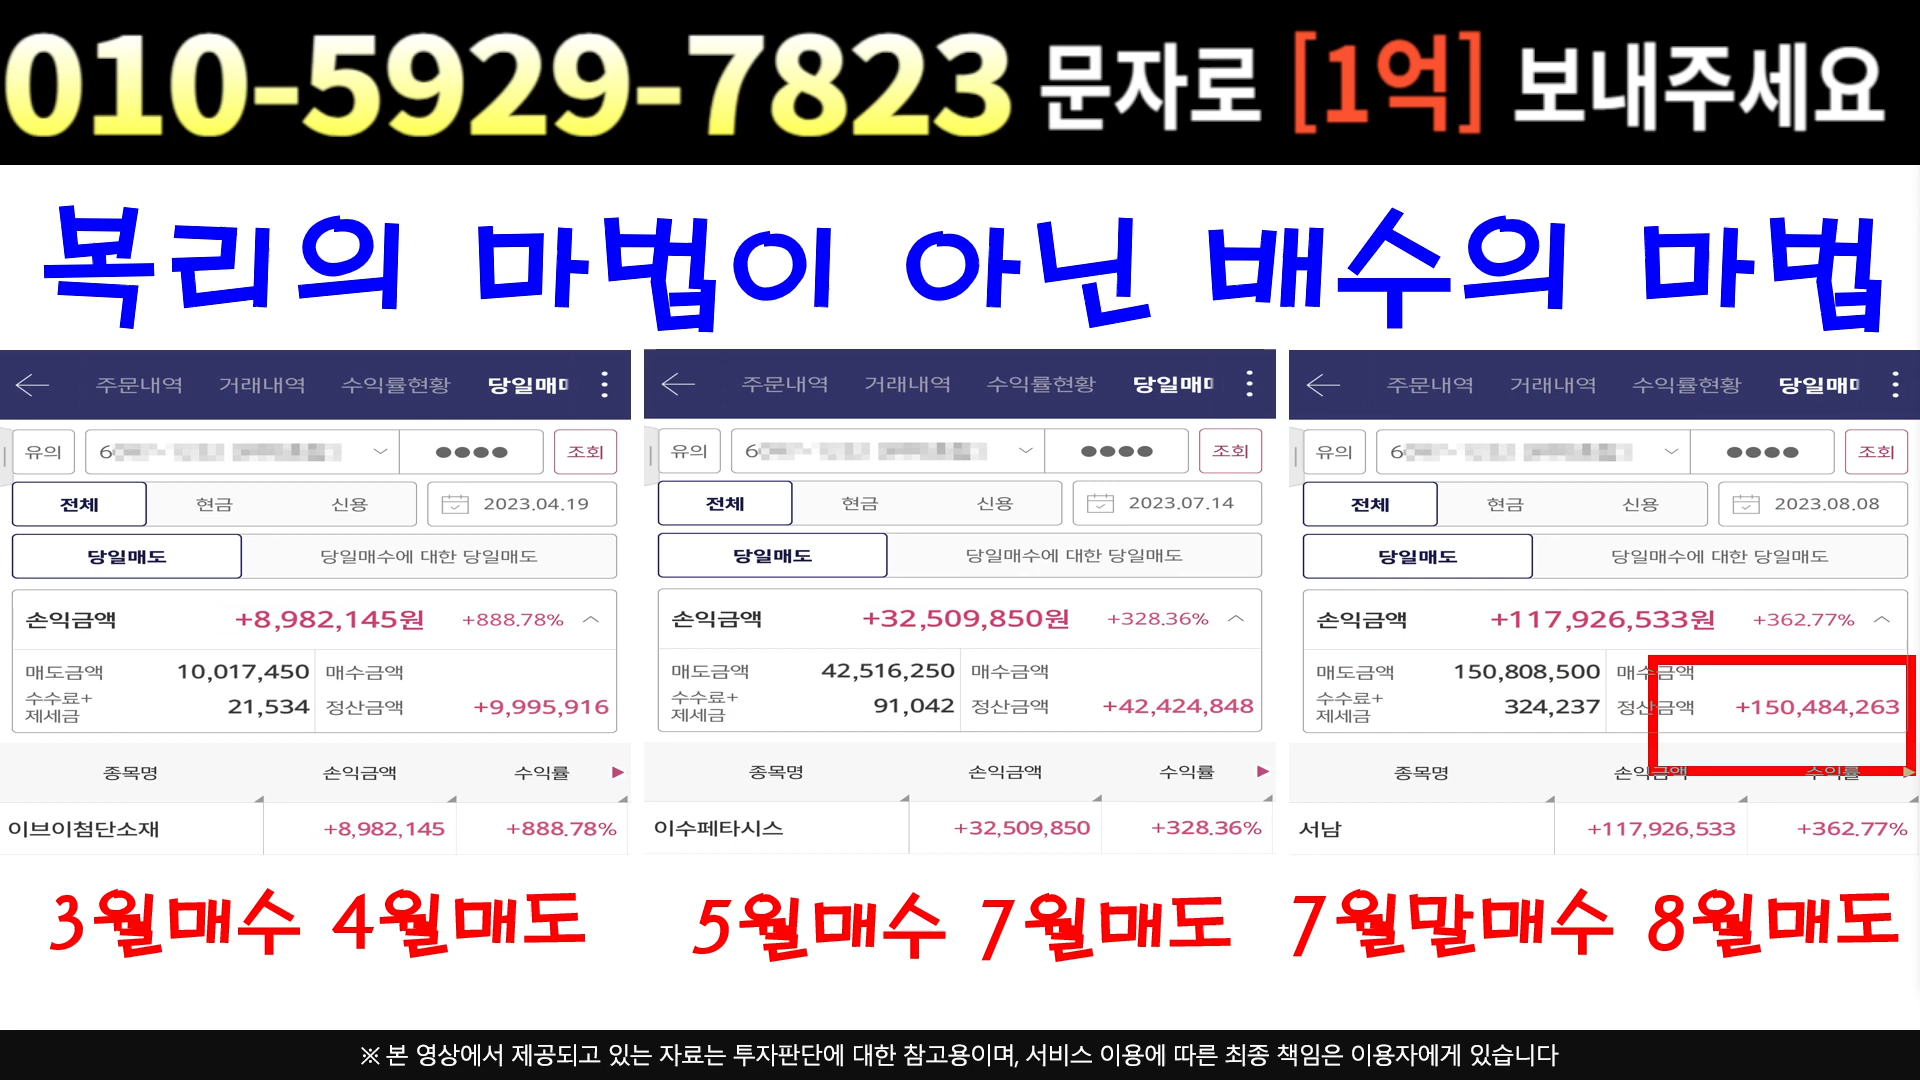 010-5929-7823 문자로 [1억] 보내주세요
복리의 마법이 아닌 배수의 마법
주문내역 거래내역 수익률현황 당일매매
유의 6 ●●●● 조회
전체 현금 신용 2023.04.19
당일매도 당일매수에 대한 당일매도
손익금액 +8,982,145원 +888.78%
매도금액 10,017,450 매수금액
수수료+
제세금 21,534 정산금액 +9,995,916
종목명 손익금액 수익률
이브이첨단소재 +8,982,145 +888.78%
3월매수 4월매도
주문내역 거래내역 수익률현황 당일매매
유의 6 ●●●● 조회
전체 현금 신용 2023.07.14
당일매도 당일매수에 대한 당일매도
손익금액 +32,509,850원 +328.36%
매도금액 42,516,250 매수금액
수수료+
제세금 91,042 정산금액 +42,424,848
종목명 손익금액 수익률
이수페타시스 +32,509,850 +328.36%
5월매수 7월매도
주문내역 거래내역 수익률현황 당일매매
유의 6 ●●●● 조회
전체 현금 신용 2023.08.08
당일매도 당일매수에 대한 당일매도
손익금액 +117,926,533원 +362.77%
매도금액 150,808,500 매수금액
수수료+
제세금 324,237 정산금액 +150,484,263
종목명 손익금액 수익률
서남 +117,926,533 +362.77%
7월말매수 8월매도
※ 본 영상에서 제공되고 있는 자료는 투자판단에 대한 참고용이며, 서비스 이용에 따른 최종 책임은 이용자에게 있습니다